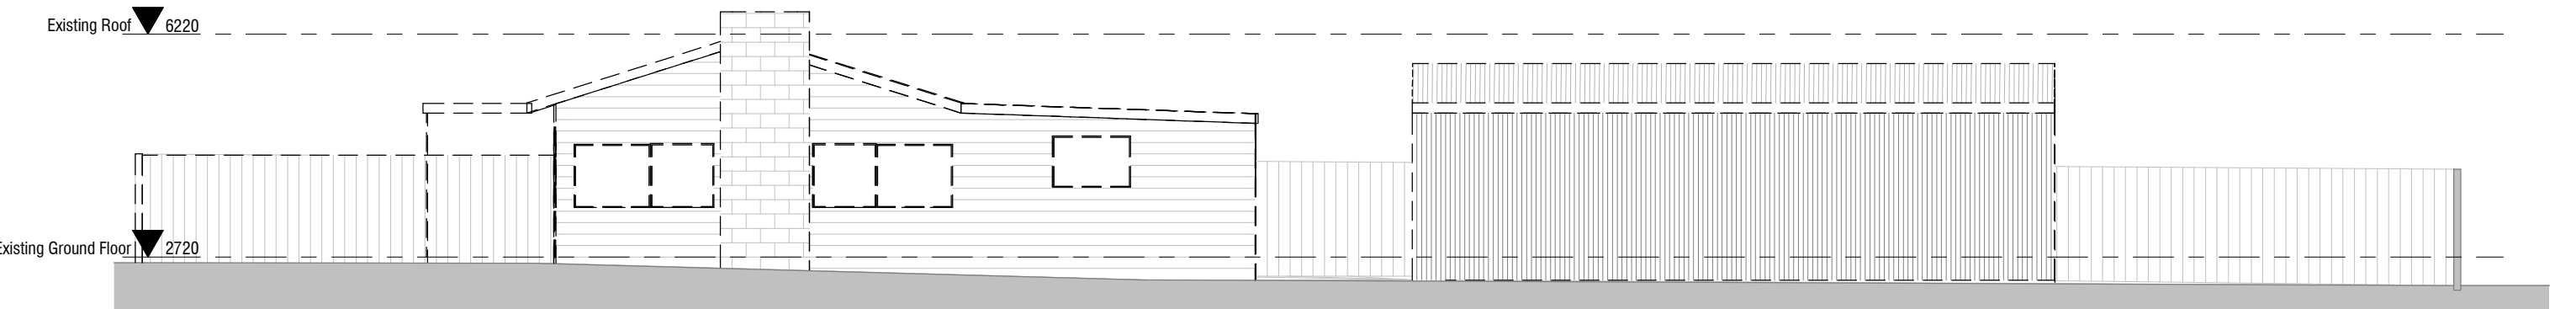 Existing Roof 6220
Existing Ground Floor 2720